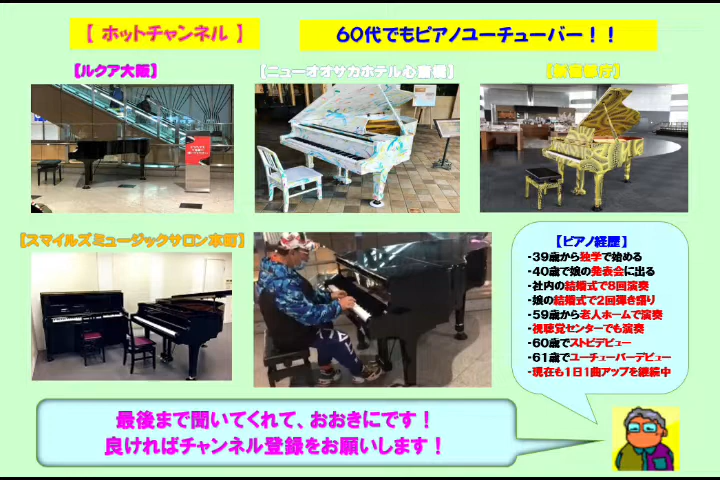 【 ホットチャンネル 】
60代でもピアノユーチューバー！！
【ルクア大阪】
【ニューオオサカホテル心斎橋】
【新宿都庁】
【スマイルズミュージックサロン本町】
【ピアノ経歴】
・39歳から独学で始める
・40歳で娘の発表会に出る
・社内の結婚式で8回演奏
・娘の結婚式で2回弾き語り
・59歳から老人ホームで演奏
・視聴覚センターでも演奏
・60歳でストピデビュー
・61歳でユーチューバーデビュー
・現在も1日1曲アップを継続中
最後まで聞いてくれて、おおきにです！
良ければチャンネル登録をお願いします！